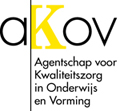 aKov
Agentschap voor
Kwaliteitszorg
in Onderwijs
en Vorming